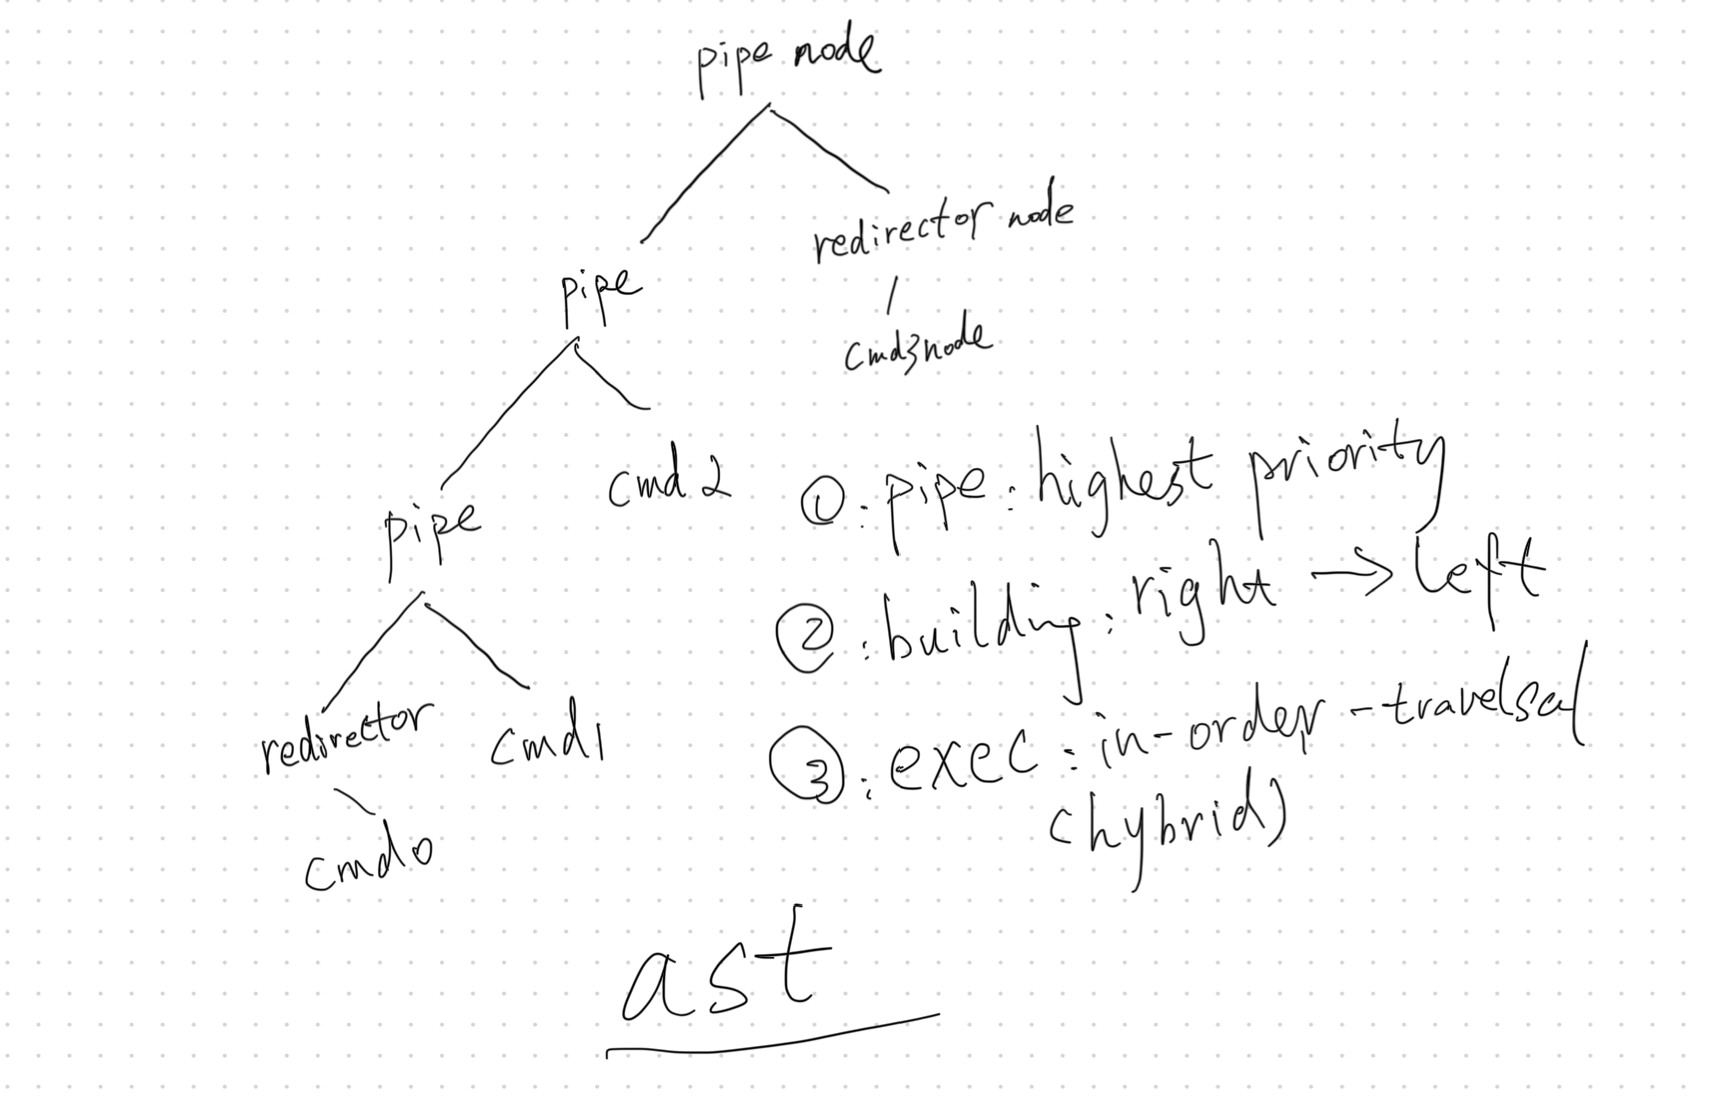 pipe node
redirector node
pipe
cmd3node
cmd 2
①: pipe: highest priority
pipe
②: building: right → left
redirector
cmd1
③: exec: in-order-travelsal
(hybrid)
cmd0
ast